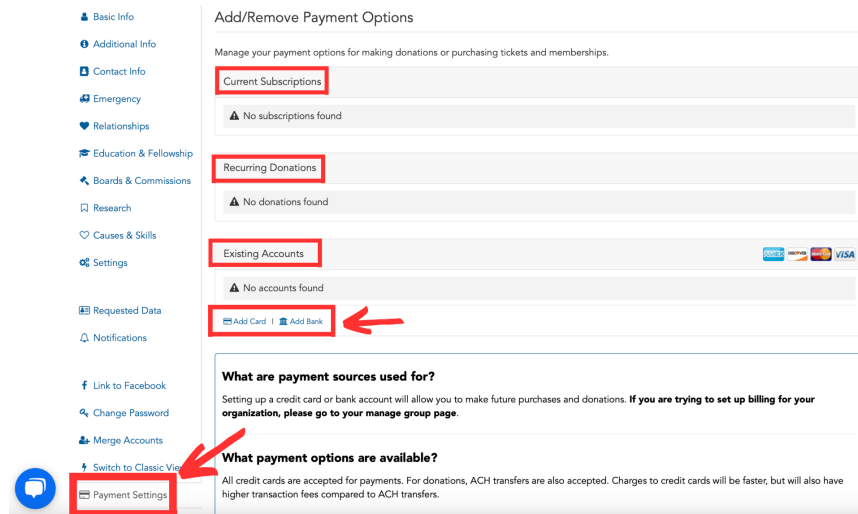 Basic Info
Additional Info
Contact Info
Emergency
Relationships
Education & Fellowship
Boards & Commissions
Research
Causes & Skills
Settings
Requested Data
Notifications
Link to Facebook
Change Password
Merge Accounts
Switch to Classic View
Payment Settings
Add/Remove Payment Options
Manage your payment options for making donations or purchasing tickets and memberships.
Current Subscriptions
No subscriptions found
Recurring Donations
No donations found
Existing Accounts
DISCOVER VISA
No accounts found
Add Card | Add Bank
What are payment sources used for?
Setting up a credit card or bank account will allow you to make future purchases and donations. If you are trying to set up billing for your
organization, please go to your manage group page.
What payment options are available?
All credit cards are accepted for payments. For donations, ACH transfers are also accepted. Charges to credit cards will be faster, but will also have
higher transaction fees compared to ACH transfers.